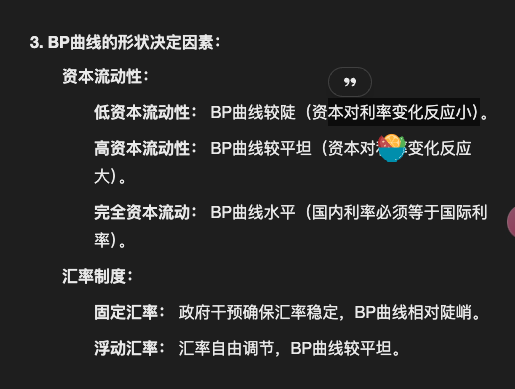 3. BP曲线的形状决定因素：
资本流动性：
低资本流动性： BP曲线较陡（资本对利率变化反应小）。
高资本流动性： BP曲线较平坦（资本对 变化反应
大）。
完全资本流动： BP曲线水平（国内利率必须等于国际利
率）。
汇率制度：
固定汇率： 政府干预确保汇率稳定，BP曲线相对陡峭。
浮动汇率： 汇率自由调节，BP曲线较平坦。